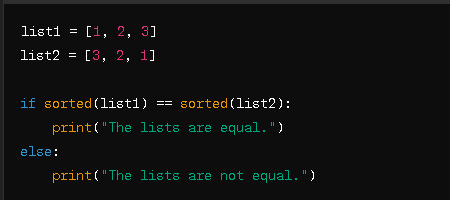 list1 = [1, 2, 3]
list2 = [3, 2, 1]

if sorted(list1) == sorted(list2):
    print("The lists are equal.")
else:
    print("The lists are not equal.")